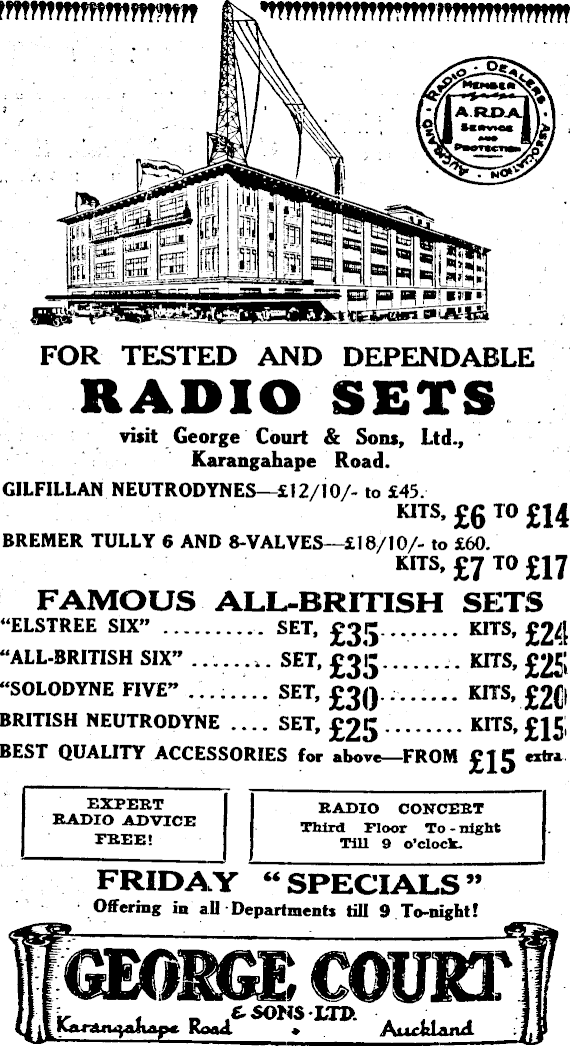 AUCKLAND · RADIO · DEALERS · ASSOCIATION ·
MEMBER
A.R.D.A.
SERVICE
AND
PROTECTION
FOR TESTED AND DEPENDABLE
RADIO SETS
visit George Court & Sons, Ltd.,
Karangahape Road.
GILFILLAN NEUTRODYNES—£12/10/- to £45.
KITS, £6 TO £14
BREMER TULLY 6 AND 8-VALVES—£18/10/- to £60.
KITS, £7 TO £17
FAMOUS ALL-BRITISH SETS
"ELSTREE SIX" .......... SET, £35........ KITS, £24
"ALL-BRITISH SIX" ........ SET, £35........ KITS, £25
"SOLODYNE FIVE" ........ SET, £30........ KITS, £20
BRITISH NEUTRODYNE .... SET, £25........ KITS, £15
BEST QUALITY ACCESSORIES for above—FROM £15 extra.
EXPERT
RADIO ADVICE
FREE!
RADIO CONCERT
Third Floor To-night
Till 9 o'clock.
FRIDAY "SPECIALS"
Offering in all Departments till 9 To-night!
GEORGE COURT
& SONS · LTD.
Karangahape Road • Auckland